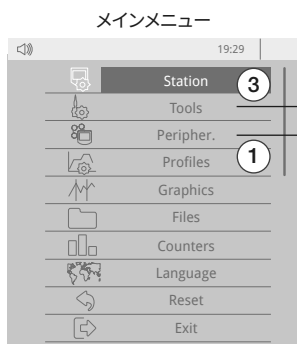 メインメニュー
19:29
Station
3
Tools
Peripher.
1
Profiles
Graphics
Files
Counters
Language
Reset
Exit